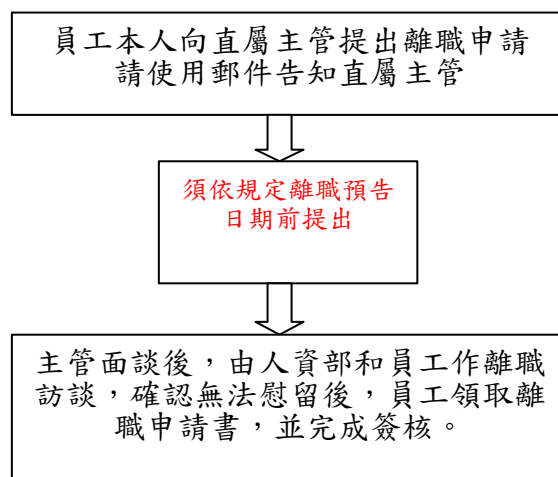 員工本人向直屬主管提出離職申請
請使用郵件告知直屬主管
須依規定離職預告
日期前提出
主管面談後，由人資部和員工作離職
訪談，確認無法慰留後，員工領取離
職申請書，並完成簽核。